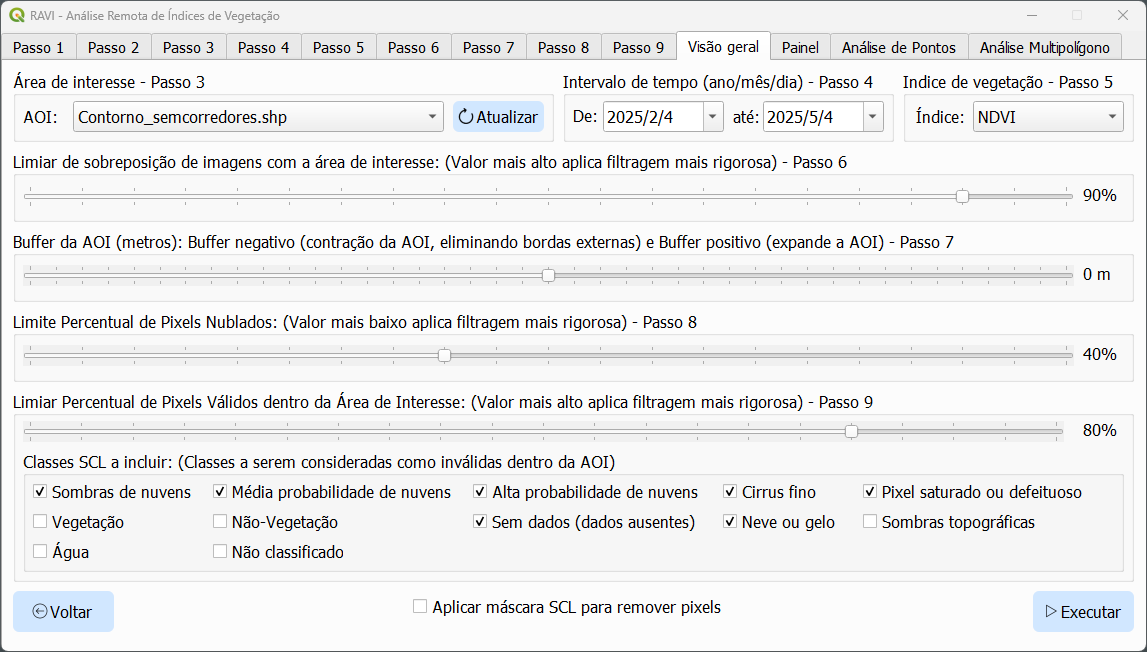 RAVI - Análise Remota de Índices de Vegetação
Passo 1 Passo 2 Passo 3 Passo 4 Passo 5 Passo 6 Passo 7 Passo 8 Passo 9 Visão geral Painel Análise de Pontos Análise Multipolígono
Área de interesse - Passo 3 Intervalo de tempo (ano/mês/dia) - Passo 4 Indice de vegetação - Passo 5
AOI: Contorno_semcorredores.shp Atualizar De: 2025/2/4 até: 2025/5/4 Índice: NDVI
Limiar de sobreposição de imagens com a área de interesse: (Valor mais alto aplica filtragem mais rigorosa) - Passo 6
90%
Buffer da AOI (metros): Buffer negativo (contração da AOI, eliminando bordas externas) e Buffer positivo (expande a AOI) - Passo 7
0 m
Limite Percentual de Pixels Nublados: (Valor mais baixo aplica filtragem mais rigorosa) - Passo 8
40%
Limiar Percentual de Pixels Válidos dentro da Área de Interesse: (Valor mais alto aplica filtragem mais rigorosa) - Passo 9
80%
Classes SCL a incluir: (Classes a serem consideradas como inválidas dentro da AOI)
Sombras de nuvens Média probabilidade de nuvens Alta probabilidade de nuvens Cirrus fino Pixel saturado ou defeituoso
Vegetação Não-Vegetação Sem dados (dados ausentes) Neve ou gelo Sombras topográficas
Água Não classificado
Voltar Aplicar máscara SCL para remover pixels Executar